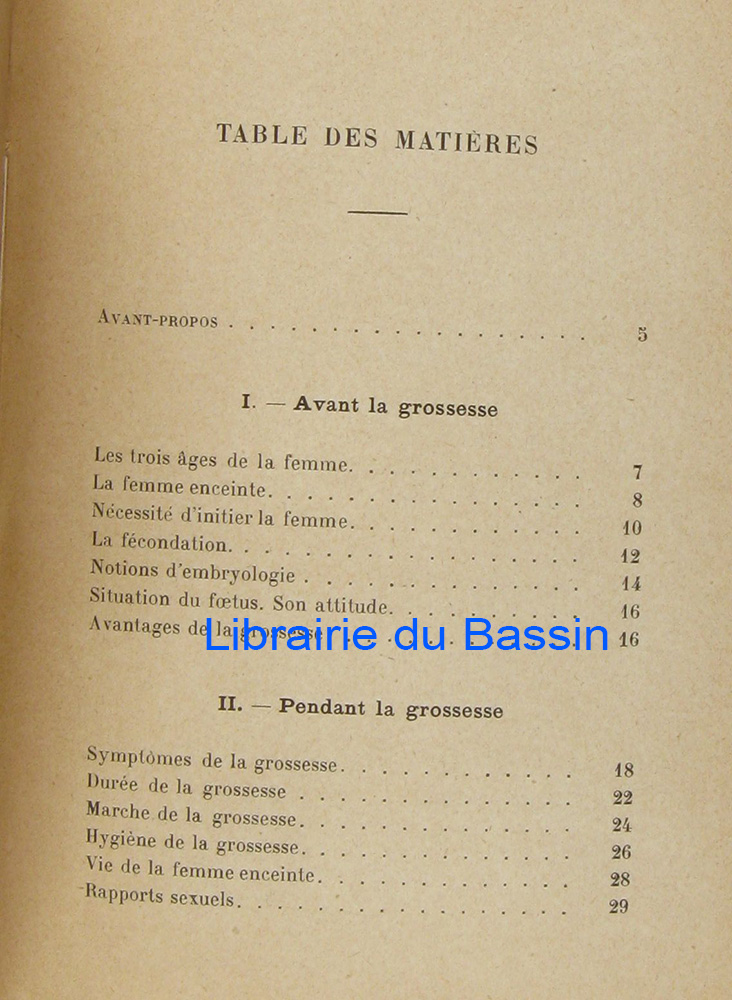 TABLE DES MATIÈRES
AVANT-PROPOS . . . . . . . . . . . . . . . . . . 5
I. — Avant la grossesse
Les trois âges de la femme. . . . . . . . . . . . 7
La femme enceinte. . . . . . . . . . . . . . . . 8
Nécessité d'initier la femme. . . . . . . . . . . . 10
La fécondation. . . . . . . . . . . . . . . . . . 12
Notions d'embryologie . . . . . . . . . . . . . . 14
Situation du fœtus. Son attitude. . . . . . . . . . 16
Avantages de la grossesse . . . . . . . . . . . . . 16
Librairie du Bassin
II. — Pendant la grossesse
Symptômes de la grossesse. . . . . . . . . . . . 18
Durée de la grossesse . . . . . . . . . . . . . . 22
Marche de la grossesse. . . . . . . . . . . . . . 24
Hygiène de la grossesse. . . . . . . . . . . . . . 26
Vie de la femme enceinte. . . . . . . . . . . . . 28
Rapports sexuels. . . . . . . . . . . . . . . . . 29